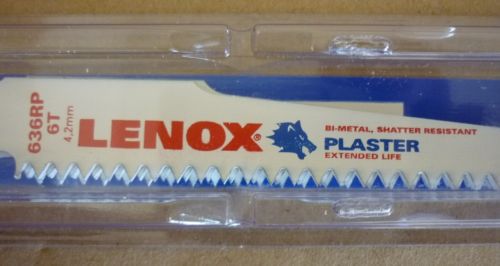 636RP
6T
4,2mm
LENOX®
BI-METAL, SHATTER RESISTANT
PLASTER
EXTENDED LIFE